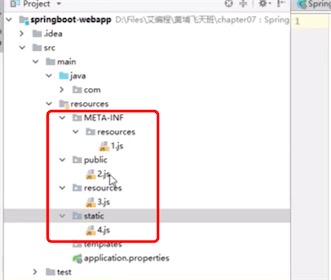 Project
Spring
springboot-webapp D:\Files\艾编程\黄埔飞天班\chapter07：Spring
1
.idea
src
main
java
com
resources
META-INF
resources
1.js
public
2.js
resources
3.js
static
4.js
templates
application.properties
test